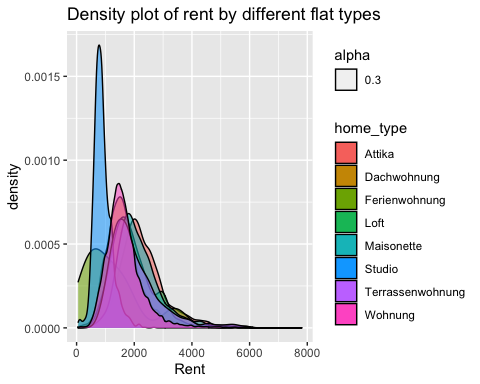 Density plot of rent by different flat types
density
0.0015
0.0010
0.0005
0.0000
0
2000
4000
6000
8000
Rent
alpha
0.3
home_type
Attika
Dachwohnung
Ferienwohnung
Loft
Maisonette
Studio
Terrassenwohnung
Wohnung